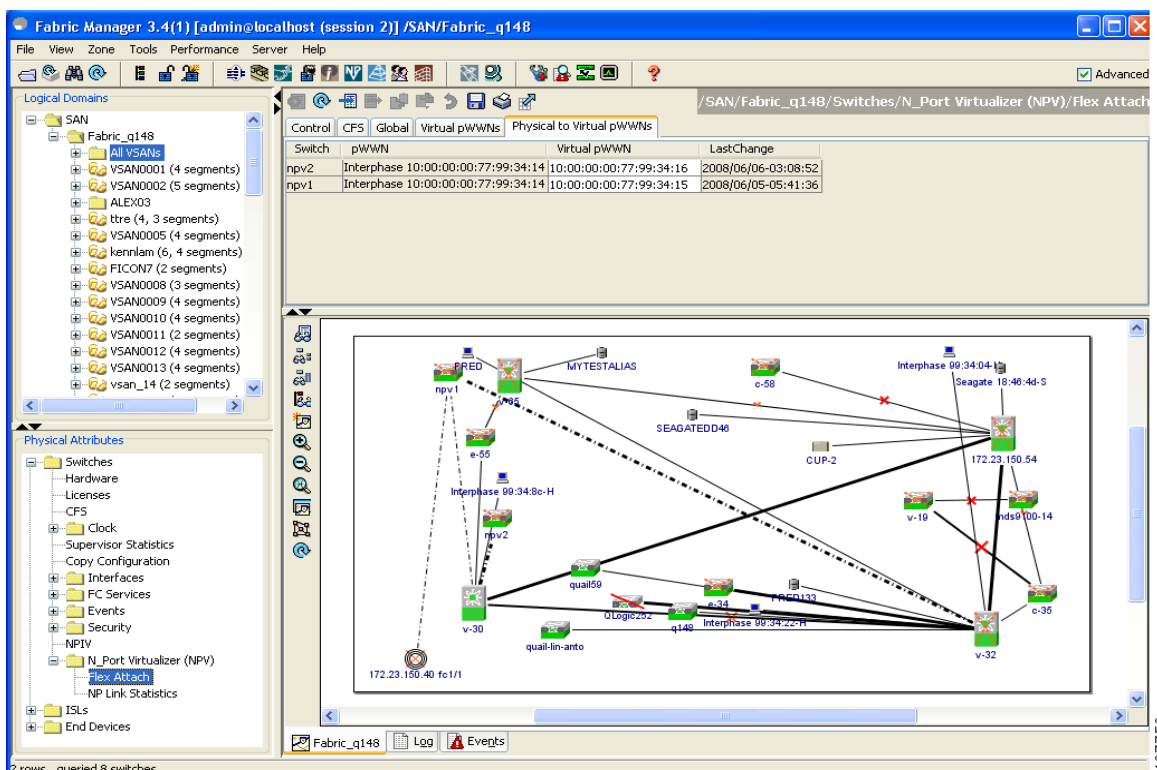 Fabric Manager 3.4(1) [admin@localhost (session 2)] /SAN/Fabric_q148
File View Zone Tools Performance Server Help
Advanced
Logical Domains
SAN
Fabric_q148
All VSANs
VSAN0001 (4 segments)
VSAN0002 (5 segments)
ALEX03
ttre (4, 3 segments)
VSAN0005 (4 segments)
kennlam (6, 4 segments)
FICON7 (2 segments)
VSAN0008 (3 segments)
VSAN0009 (4 segments)
VSAN0010 (4 segments)
VSAN0011 (2 segments)
VSAN0012 (4 segments)
VSAN0013 (4 segments)
vsan_14 (2 segments)
Physical Attributes
Switches
Hardware
Licenses
CFS
Clock
Supervisor Statistics
Copy Configuration
Interfaces
FC Services
Events
Security
NPIV
N_Port Virtualizer (NPV)
Flex Attach
NP Link Statistics
ISLs
End Devices
/SAN/Fabric_q148/Switches/N_Port Virtualizer (NPV)/Flex Attach
Control CFS Global Virtual pWWNs Physical to Virtual pWWNs
Switch pWWN Virtual pWWN LastChange
npv2 Interphase 10:00:00:00:77:99:34:14 10:00:00:00:77:99:34:16 2008/06/06-03:08:52
npv1 Interphase 10:00:00:00:77:99:34:14 10:00:00:00:77:99:34:15 2008/06/05-05:41:36
PRED
MYTESTALIAS
Interphase 99:34:04-H
npv1
c-58
Seagate 18:46:4d-S
SEAGATEDD46
e-55
CUP-2
172.23.150.54
Interphase 99:34:8c-H
v-19
mds9100-14
npv2
quail59
e-34
PRED133
c-35
QLogic252
q148
Interphase 99:34:22-H
v-30
quail-lin-anto
v-32
172.23.150.40 fc1/1
Fabric_q148 Log Events
2 rows queried 8 switches